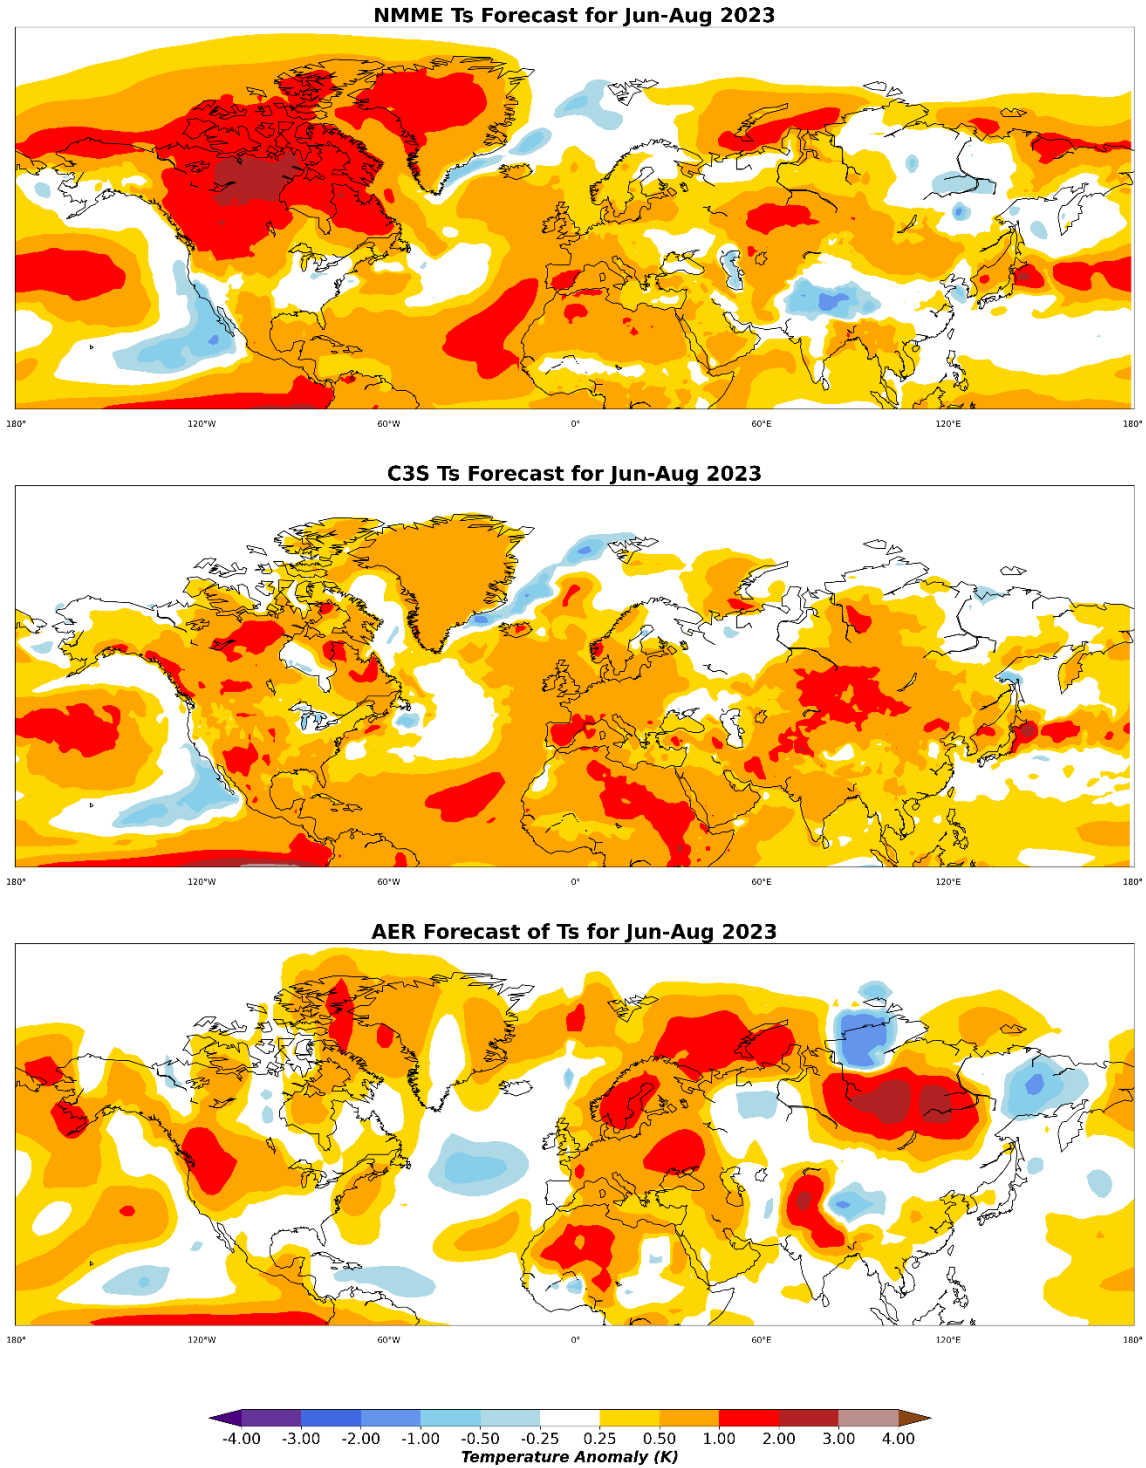 NMME Ts Forecast for Jun-Aug 2023
180° 120°W 60°W 0° 60°E 120°E 180°
C3S Ts Forecast for Jun-Aug 2023
180° 120°W 60°W 0° 60°E 120°E 180°
AER Forecast of Ts for Jun-Aug 2023
180° 120°W 60°W 0° 60°E 120°E 180°
-4.00 -3.00 -2.00 -1.00 -0.50 -0.25 0.25 0.50 1.00 2.00 3.00 4.00
Temperature Anomaly (K)